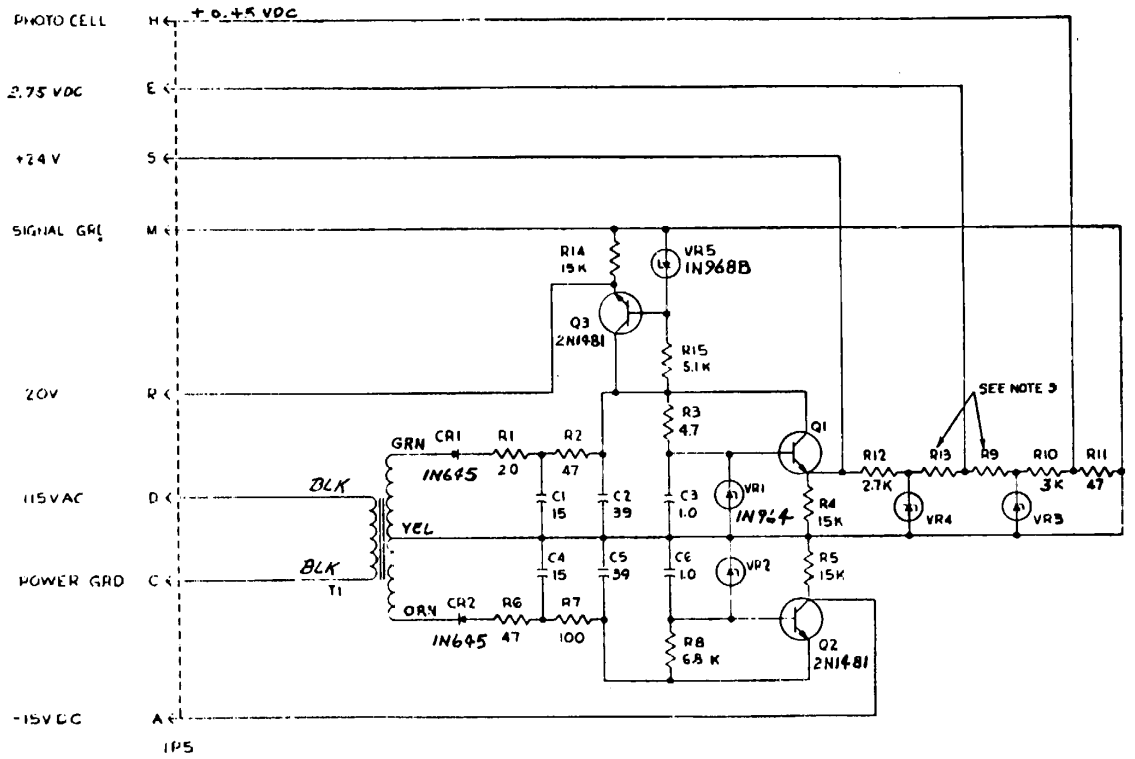 PHOTO CELL H + 0.45 VDC
2.75 VDC E
+24 V S
SIGNAL GRD M
R14
15K
VR5
1N968B
Q3
2N1481
R15
5.1K
20V R
R3
4.7
Q1
SEE NOTE 3
GRN CR1 R1 R2
1N645 20 47
R12 R13 R9 R10 R11
2.7K 3K 47
BLK
115VAC D
C1
15
C2
39
C3
1.0
VR1
1N964
R4
15K
VR4
VR3
YEL
C4
15
C5
39
C6
1.0
VR2
R5
15K
BLK
POWER GRD C
T1
ORN CR2 R6 R7
1N645 47 100
R8
6.8 K
Q2
2N1481
-15VDC A